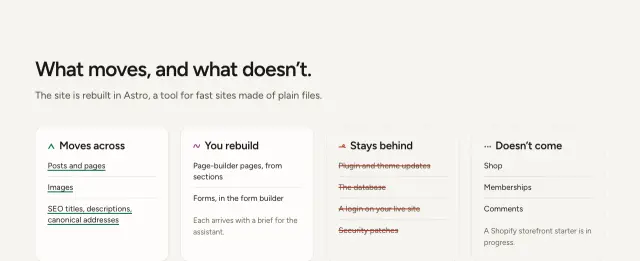 What moves, and what doesn’t.
The site is rebuilt in Astro, a tool for fast sites made of plain files.
Moves across
Posts and pages
Images
SEO titles, descriptions,
canonical addresses
You rebuild
Page-builder pages, from
sections
Forms, in the form builder
Each arrives with a brief for the
assistant.
Stays behind
Plugin and theme updates
The database
A login on your live site
Security patches
Doesn’t come
Shop
Memberships
Comments
A Shopify storefront starter is in
progress.